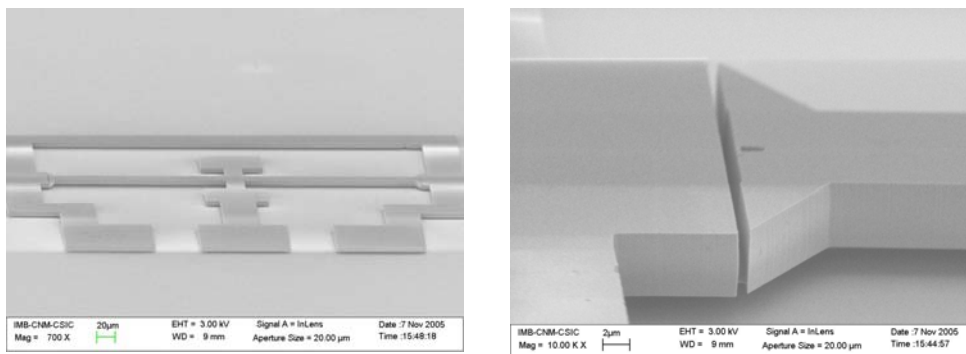 IMB-CNM-CSIC 20µm EHT = 3.00 kV Signal A = InLens Date :7 Nov 2005
Mag = 700 X WD = 9 mm Aperture Size = 20.00 µm Time :15:48:18
IMB-CNM-CSIC 2µm EHT = 3.00 kV Signal A = InLens Date :7 Nov 2005
Mag = 10.00 K X WD = 9 mm Aperture Size = 20.00 µm Time :15:44:57